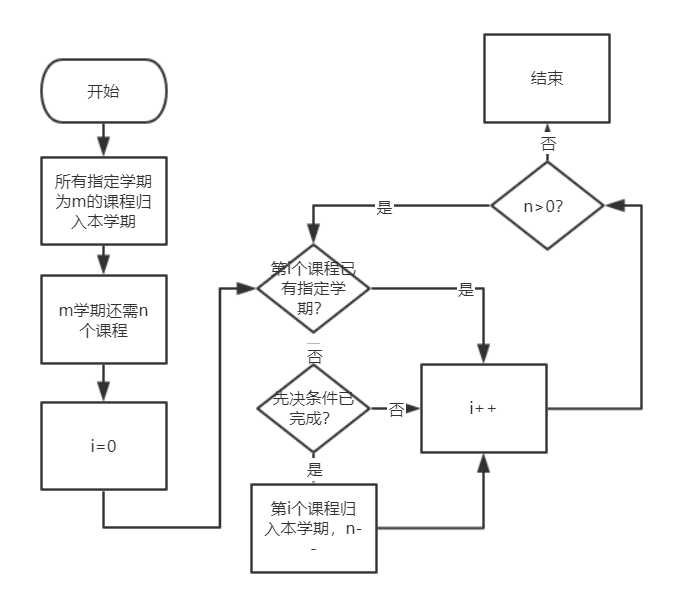 开始
所有指定学期
为m的课程归
入本学期
m学期还需n
个课程
i=0
第i个课程已
有指定学
期?
否
先决条件已
完成?
是
第i个课程归
入本学期，n-
-
否
是
i++
是
n>0?
否
结束